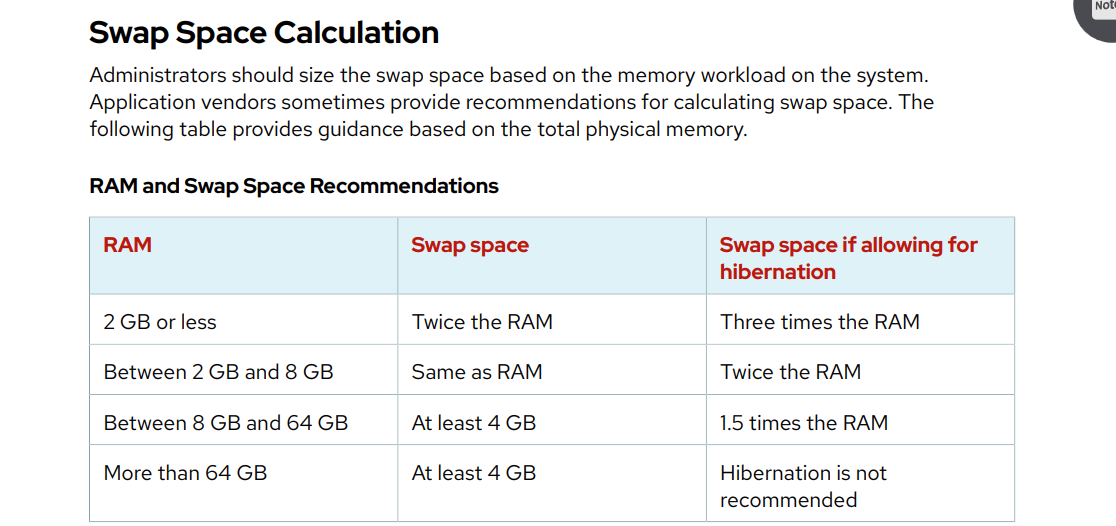 Note
Swap Space Calculation
Administrators should size the swap space based on the memory workload on the system.
Application vendors sometimes provide recommendations for calculating swap space. The
following table provides guidance based on the total physical memory.
RAM and Swap Space Recommendations
RAM Swap space Swap space if allowing for
hibernation
2 GB or less Twice the RAM Three times the RAM
Between 2 GB and 8 GB Same as RAM Twice the RAM
Between 8 GB and 64 GB At least 4 GB 1.5 times the RAM
More than 64 GB At least 4 GB Hibernation is not
recommended